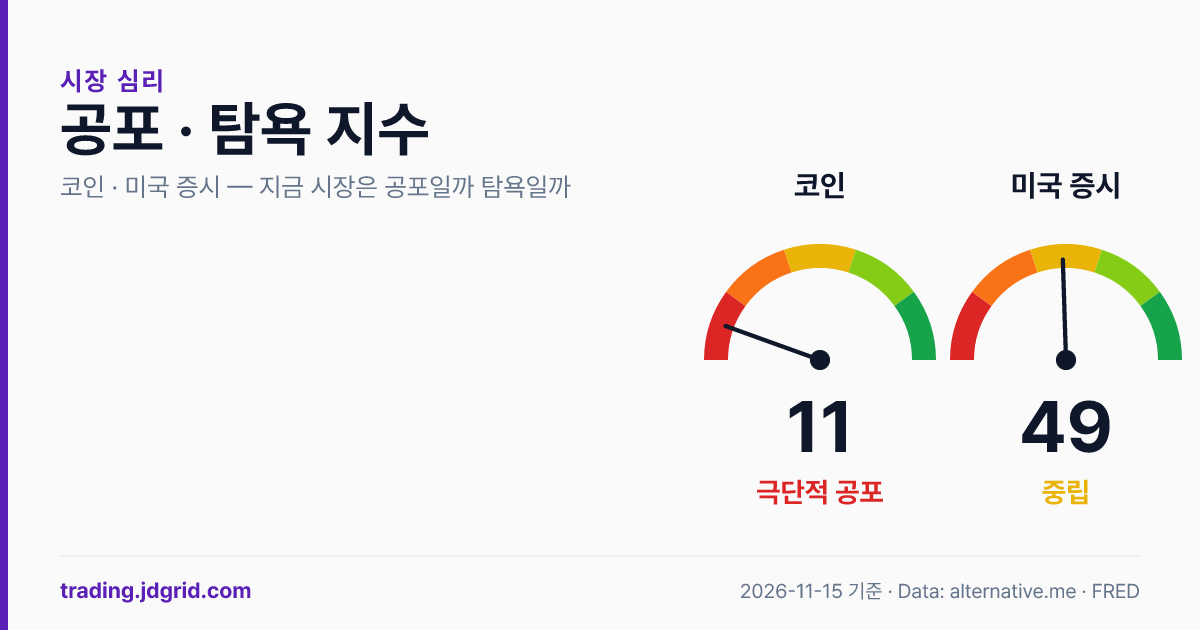 시장 심리
공포 · 탐욕 지수
코인 · 미국 증시 — 지금 시장은 공포일까 탐욕일까
코인
미국 증시
11
49
극단적 공포
중립
trading.jdgrid.com
2026-11-15 기준 · Data: alternative.me · FRED